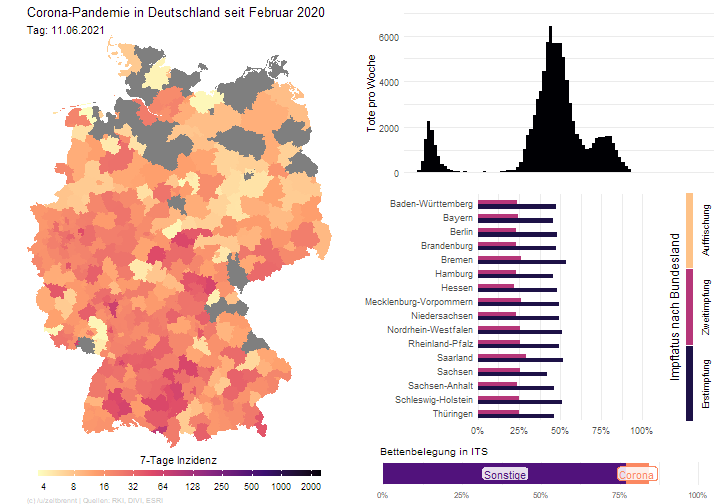 Corona-Pandemie in Deutschland seit Februar 2020
Tag: 11.06.2021
Tote pro Woche
6000
4000
2000
0
Baden-Württemberg
Bayern
Berlin
Brandenburg
Bremen
Hamburg
Hessen
Mecklenburg-Vorpommern
Niedersachsen
Nordrhein-Westfalen
Rheinland-Pfalz
Saarland
Sachsen
Sachsen-Anhalt
Schleswig-Holstein
Thüringen
0% 25% 50% 75% 100%
Impfstatus nach Bundesland
Auffrischung
Zweitimpfung
Erstimpfung
7-Tage Inzidenz
4 8 16 32 64 128 250 500 1000 2000
Bettenbelegung in ITS
Sonstige
Corona
0% 25% 50% 75% 100%
(c) /u/zeitbrennt | Quellen: RKI, DIVI, ESRI